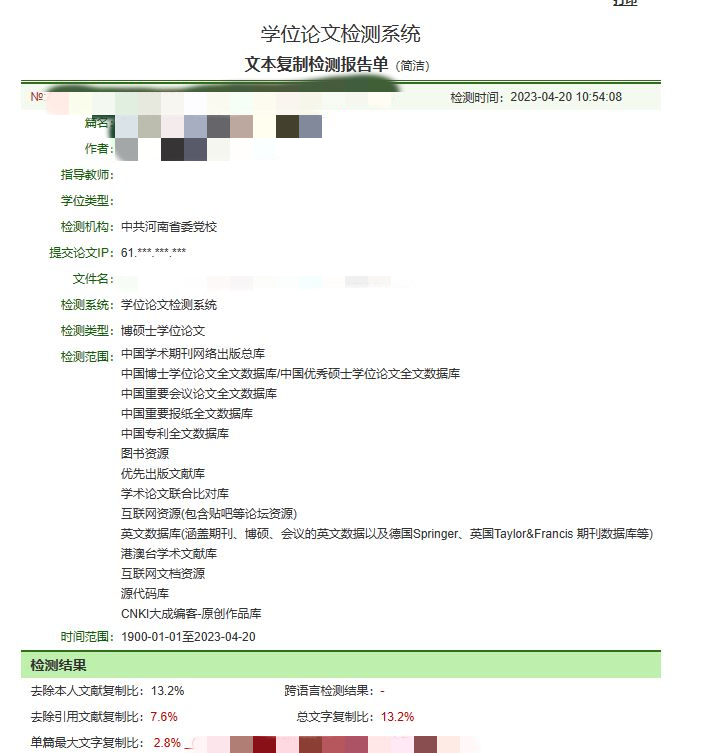 学位论文检测系统
文本复制检测报告单(简洁)
№: 检测时间:2023-04-20 10:54:08
篇名:
作者:
指导教师:
学位类型:
检测机构:中共河南省委党校
提交论文IP:61.***.***.***
文件名:
检测系统:学位论文检测系统
检测类型:博硕士学位论文
检测范围:中国学术期刊网络出版总库
中国博士学位论文全文数据库/中国优秀硕士学位论文全文数据库
中国重要会议论文全文数据库
中国重要报纸全文数据库
中国专利全文数据库
图书资源
优先出版文献库
学术论文联合比对库
互联网资源(包含贴吧等论坛资源)
英文数据库(涵盖期刊、博硕、会议的英文数据以及德国Springer、英国Taylor&Francis 期刊数据库等)
港澳台学术文献库
互联网文档资源
源代码库
CNKI大成编客-原创作品库
时间范围:1900-01-01至2023-04-20
检测结果
去除本人文献复制比:13.2% 跨语言检测结果:-
去除引用文献复制比:7.6% 总文字复制比:13.2%
单篇最大文字复制比:2.8%